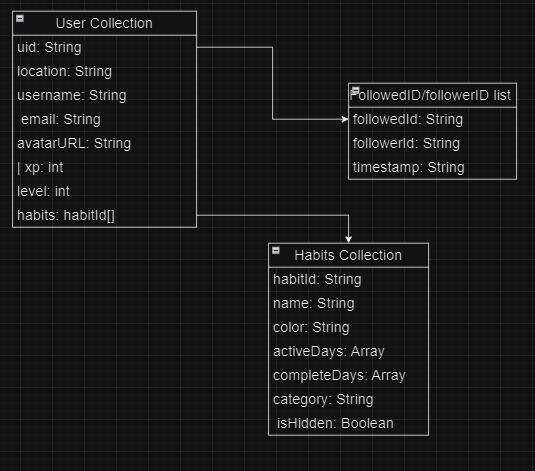 User Collection
uid: String
location: String
username: String
email: String
avatarURL: String
| xp: int
level: int
habits: habitId[]
FollowedID/followerID list
followedId: String
followerId: String
timestamp: String
Habits Collection
habitId: String
name: String
color: String
activeDays: Array
completeDays: Array
category: String
isHidden: Boolean